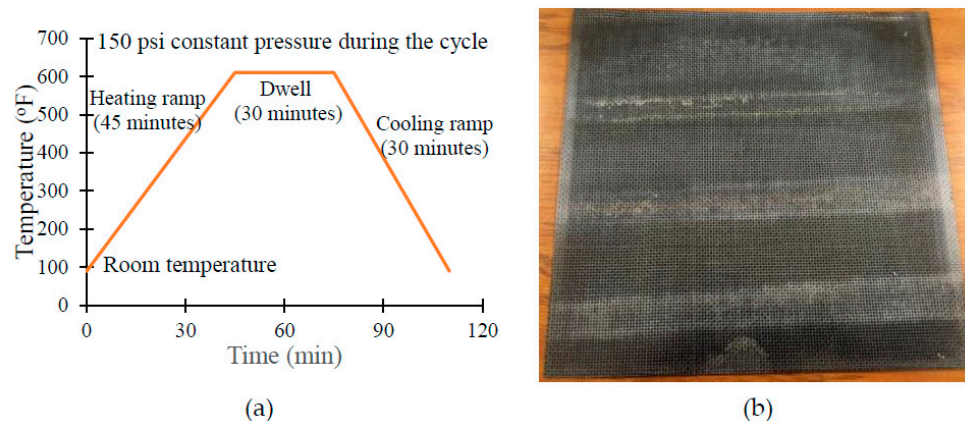 150 psi constant pressure during the cycle
Temperature (ºF)
700
600
500
400
300
200
100
0
Heating ramp
(45 minutes)
Dwell
(30 minutes)
Cooling ramp
(30 minutes)
Room temperature
0 30 60 90 120
Time (min)
(a) (b)